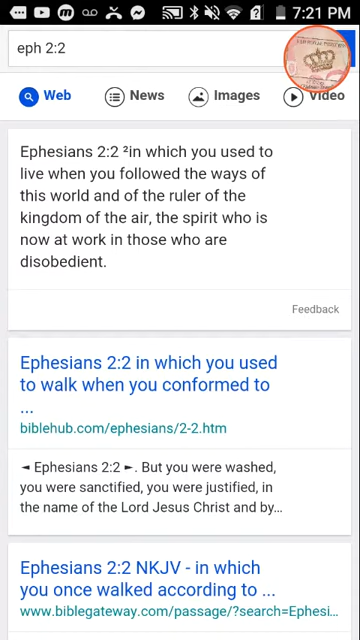 7:21 PM
eph 2:2
Web
News
Images
Video
Ephesians 2:2 ²in which you used to
live when you followed the ways of
this world and of the ruler of the
kingdom of the air, the spirit who is
now at work in those who are
disobedient.
Feedback
Ephesians 2:2 in which you used
to walk when you conformed to
...
biblehub.com/ephesians/2-2.htm
◄ Ephesians 2:2 ►. But you were washed,
you were sanctified, you were justified, in
the name of the Lord Jesus Christ and by...
Ephesians 2:2 NKJV - in which
you once walked according to ...
www.biblegateway.com/passage/?search=Ephesi...